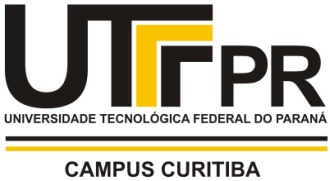 UTFPR
UNIVERSIDADE TECNOLÓGICA FEDERAL DO PARANÁ
CAMPUS CURITIBA